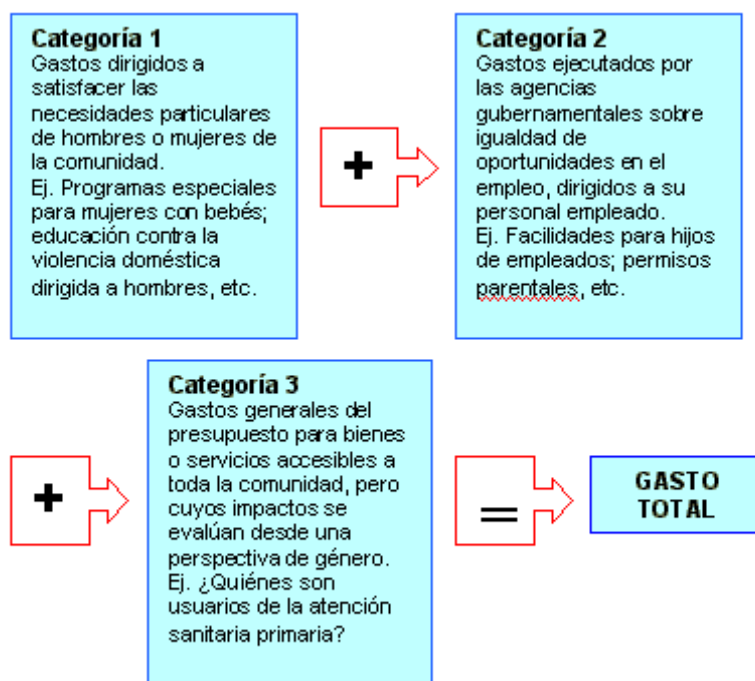 Categoría 1
Gastos dirigidos a
satisfacer las
necesidades particulares
de hombres o mujeres de
la comunidad.
Ej. Programas especiales
para mujeres con bebés;
educación contra la
violencia doméstica
dirigida a hombres, etc.
+
Categoría 2
Gastos ejecutados por
las agencias
gubernamentales sobre
igualdad de
oportunidades en el
empleo, dirigidos a su
personal empleado.
Ej. Facilidades para hijos
de empleados; permisos
parentales, etc.
+
Categoría 3
Gastos generales del
presupuesto para bienes
o servicios accesibles a
toda la comunidad, pero
cuyos impactos se
evalúan desde una
perspectiva de género.
Ej. ¿Quiénes son
usuarios de la atención
sanitaria primaria?
=
GASTO
TOTAL